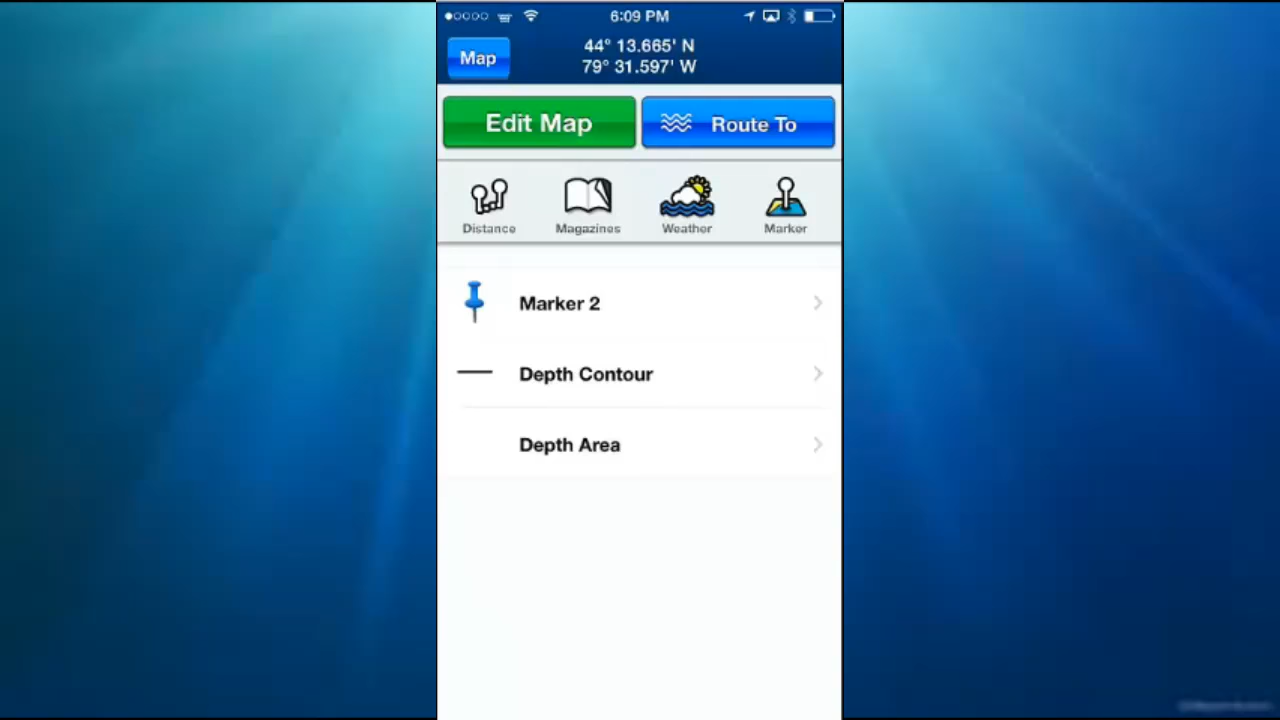 6:09 PM
Map
44° 13.665' N
79° 31.597' W
Edit Map
Route To
Distance
Magazines
Weather
Marker
Marker 2
Depth Contour
Depth Area